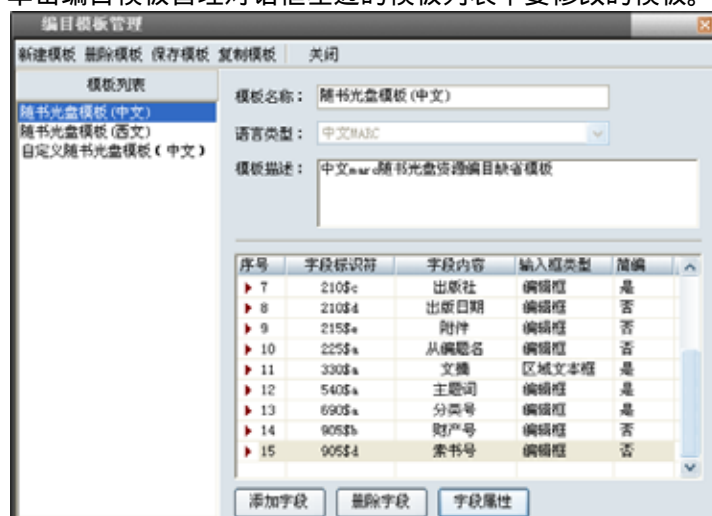 单击编目模板管理对话框左边的模板列表中要修改的模板。
编目模板管理
新建模板 删除模板 保存模板 复制模板 关闭
模板列表
随书光盘模板(中文)
随书光盘模板(西文)
自定义随书光盘模板(中文)
模板名称: 随书光盘模板(中文)
语言类型: 中文MARC
模板描述: 中文marc随书光盘资源编目缺省模板
序号 字段标识符 字段内容 输入框类型 简编
7 210$c 出版社 编辑框 是
8 210$d 出版日期 编辑框 否
9 215$e 附件 编辑框 否
10 225$a 从编题名 编辑框 否
11 330$a 文摘 区域文本框 是
12 540$a 主题词 编辑框 是
13 690$a 分类号 编辑框 是
14 905$b 财产号 编辑框 否
15 905$d 索书号 编辑框 否
添加字段 删除字段 字段属性